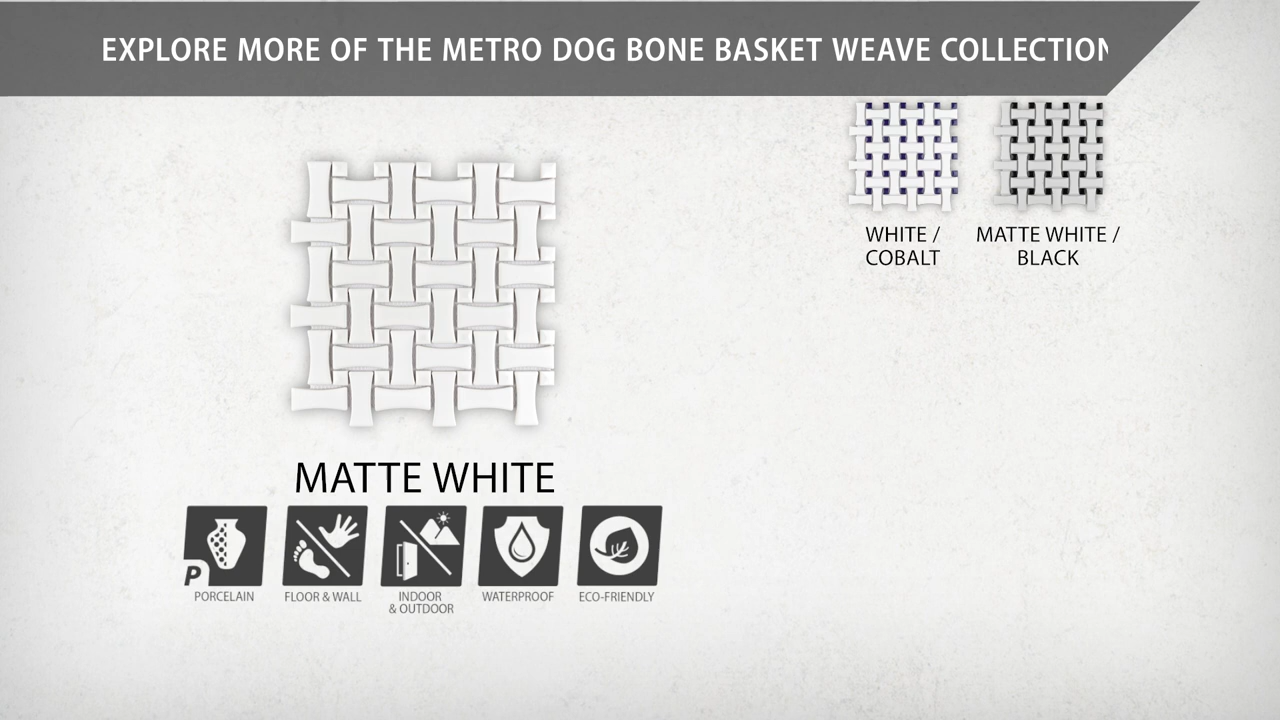 EXPLORE MORE OF THE METRO DOG BONE BASKET WEAVE COLLECTION
WHITE /
COBALT
MATTE WHITE /
BLACK
MATTE WHITE
P
PORCELAIN
FLOOR & WALL
INDOOR
& OUTDOOR
WATERPROOF
ECO-FRIENDLY